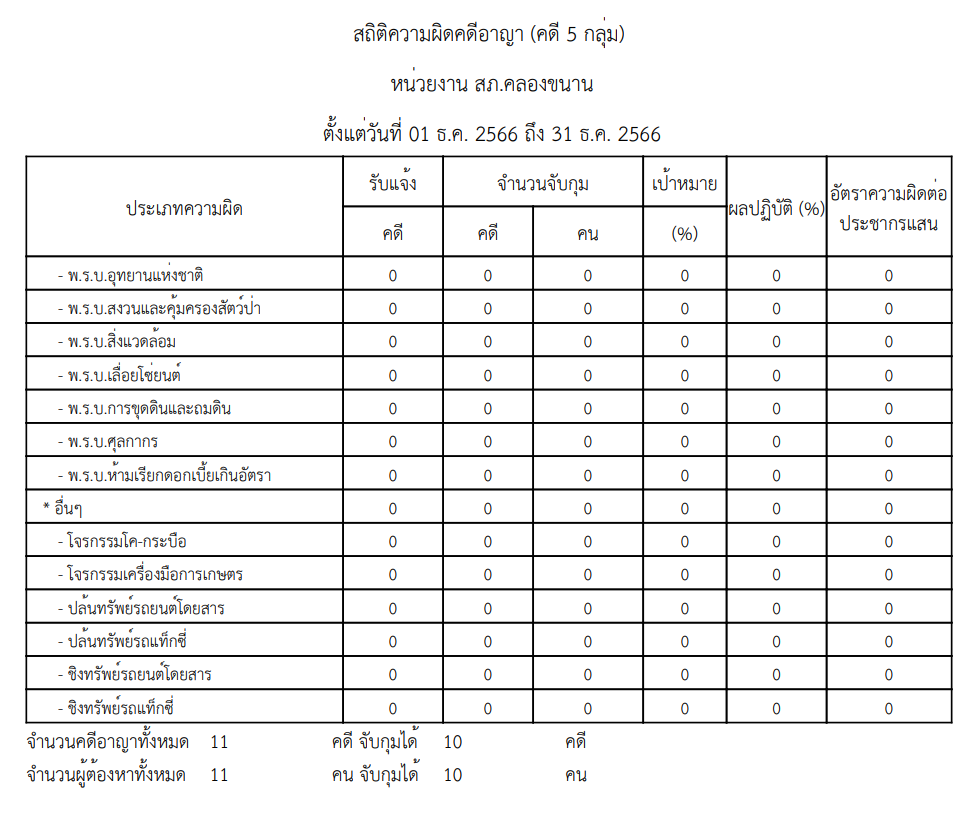 สถิติความผิดคดีอาญา (คดี 5 กลุ่ม)
หน่วยงาน สภ.คลองขนาน
ตั้งแต่วันที่ 01 ธ.ค. 2566 ถึง 31 ธ.ค. 2566
ประเภทความผิด รับแจ้ง จำนวนจับกุม เป้าหมาย ผลปฏิบัติ (%) อัตราความผิดต่อ
ประชากรแสน
คดี คดี คน (%)
- พ.ร.บ.อุทยานแห่งชาติ 0 0 0 0 0 0
- พ.ร.บ.สงวนและคุ้มครองสัตว์ป่า 0 0 0 0 0 0
- พ.ร.บ.สิ่งแวดล้อม 0 0 0 0 0 0
- พ.ร.บ.เลื่อยโซ่ยนต์ 0 0 0 0 0 0
- พ.ร.บ.การขุดดินและถมดิน 0 0 0 0 0 0
- พ.ร.บ.ศุลกากร 0 0 0 0 0 0
- พ.ร.บ.ห้ามเรียกดอกเบี้ยเกินอัตรา 0 0 0 0 0 0
* อื่นๆ 0 0 0 0 0 0
- โจรกรรมโค-กระบือ 0 0 0 0 0 0
- โจรกรรมเครื่องมือการเกษตร 0 0 0 0 0 0
- ปล้นทรัพย์รถยนต์โดยสาร 0 0 0 0 0 0
- ปล้นทรัพย์รถแท็กซี่ 0 0 0 0 0 0
- ชิงทรัพย์รถยนต์โดยสาร 0 0 0 0 0 0
- ชิงทรัพย์รถแท็กซี่ 0 0 0 0 0 0
จำนวนคดีอาญาทั้งหมด 11 คดี จับกุมได้ 10 คดี
จำนวนผู้ต้องหาทั้งหมด 11 คน จับกุมได้ 10 คน